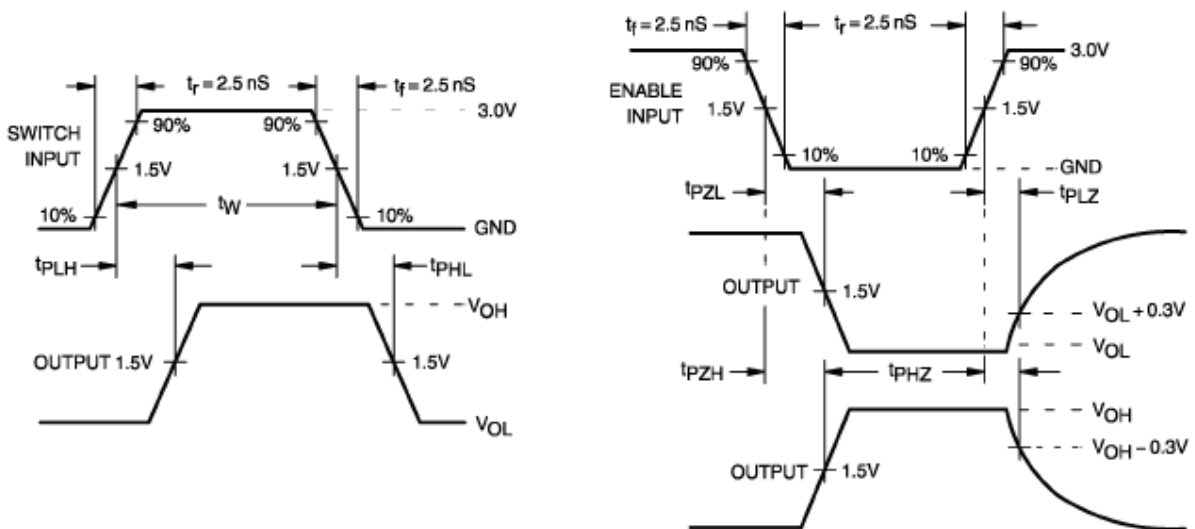 tr = 2.5 nS
tf = 2.5 nS
3.0V
90%
90%
SWITCH
INPUT
1.5V
1.5V
10%
tW
10%
GND
tPLH
tPHL
VOH
OUTPUT 1.5V
1.5V
VOL
tf = 2.5 nS
tr = 2.5 nS
3.0V
90%
90%
ENABLE
INPUT
1.5V
1.5V
10%
10%
GND
tPZL
tPLZ
OUTPUT
1.5V
VOL + 0.3V
VOL
tPZH
tPHZ
VOH
VOH – 0.3V
OUTPUT
1.5V